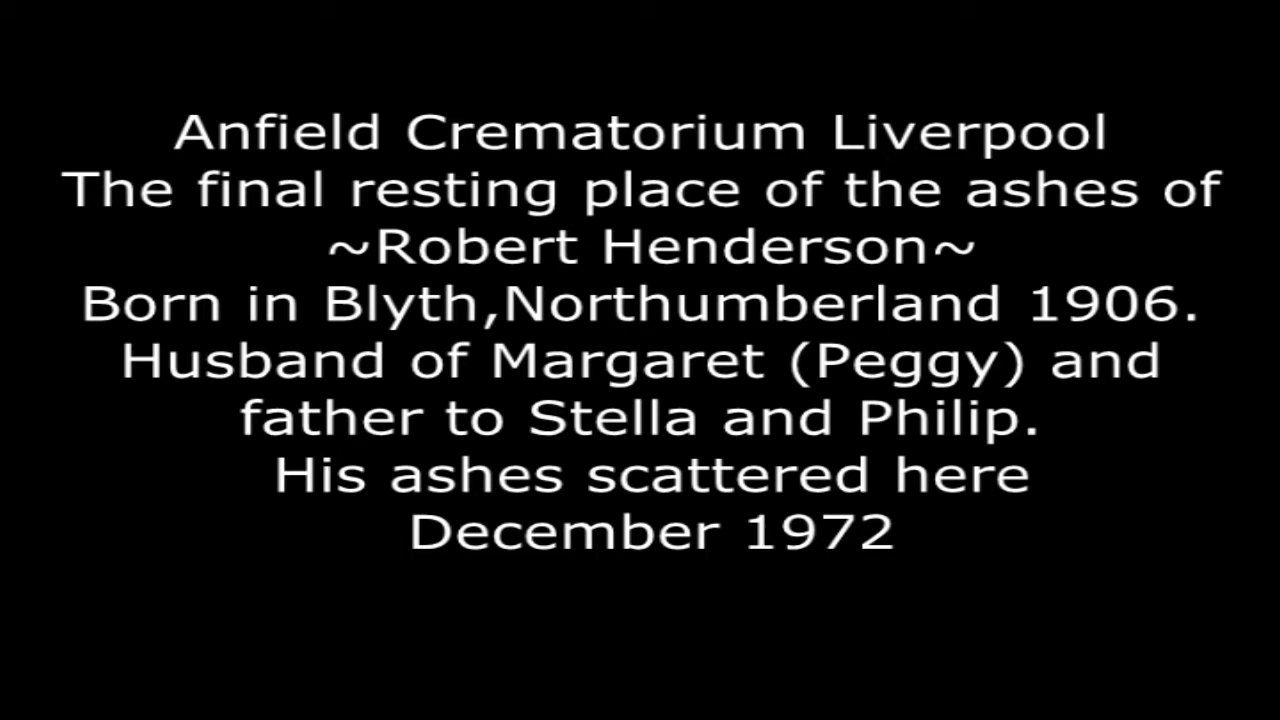 Anfield Crematorium Liverpool
The final resting place of the ashes of
~Robert Henderson~
Born in Blyth,Northumberland 1906.
Husband of Margaret (Peggy) and
father to Stella and Philip.
His ashes scattered here
December 1972